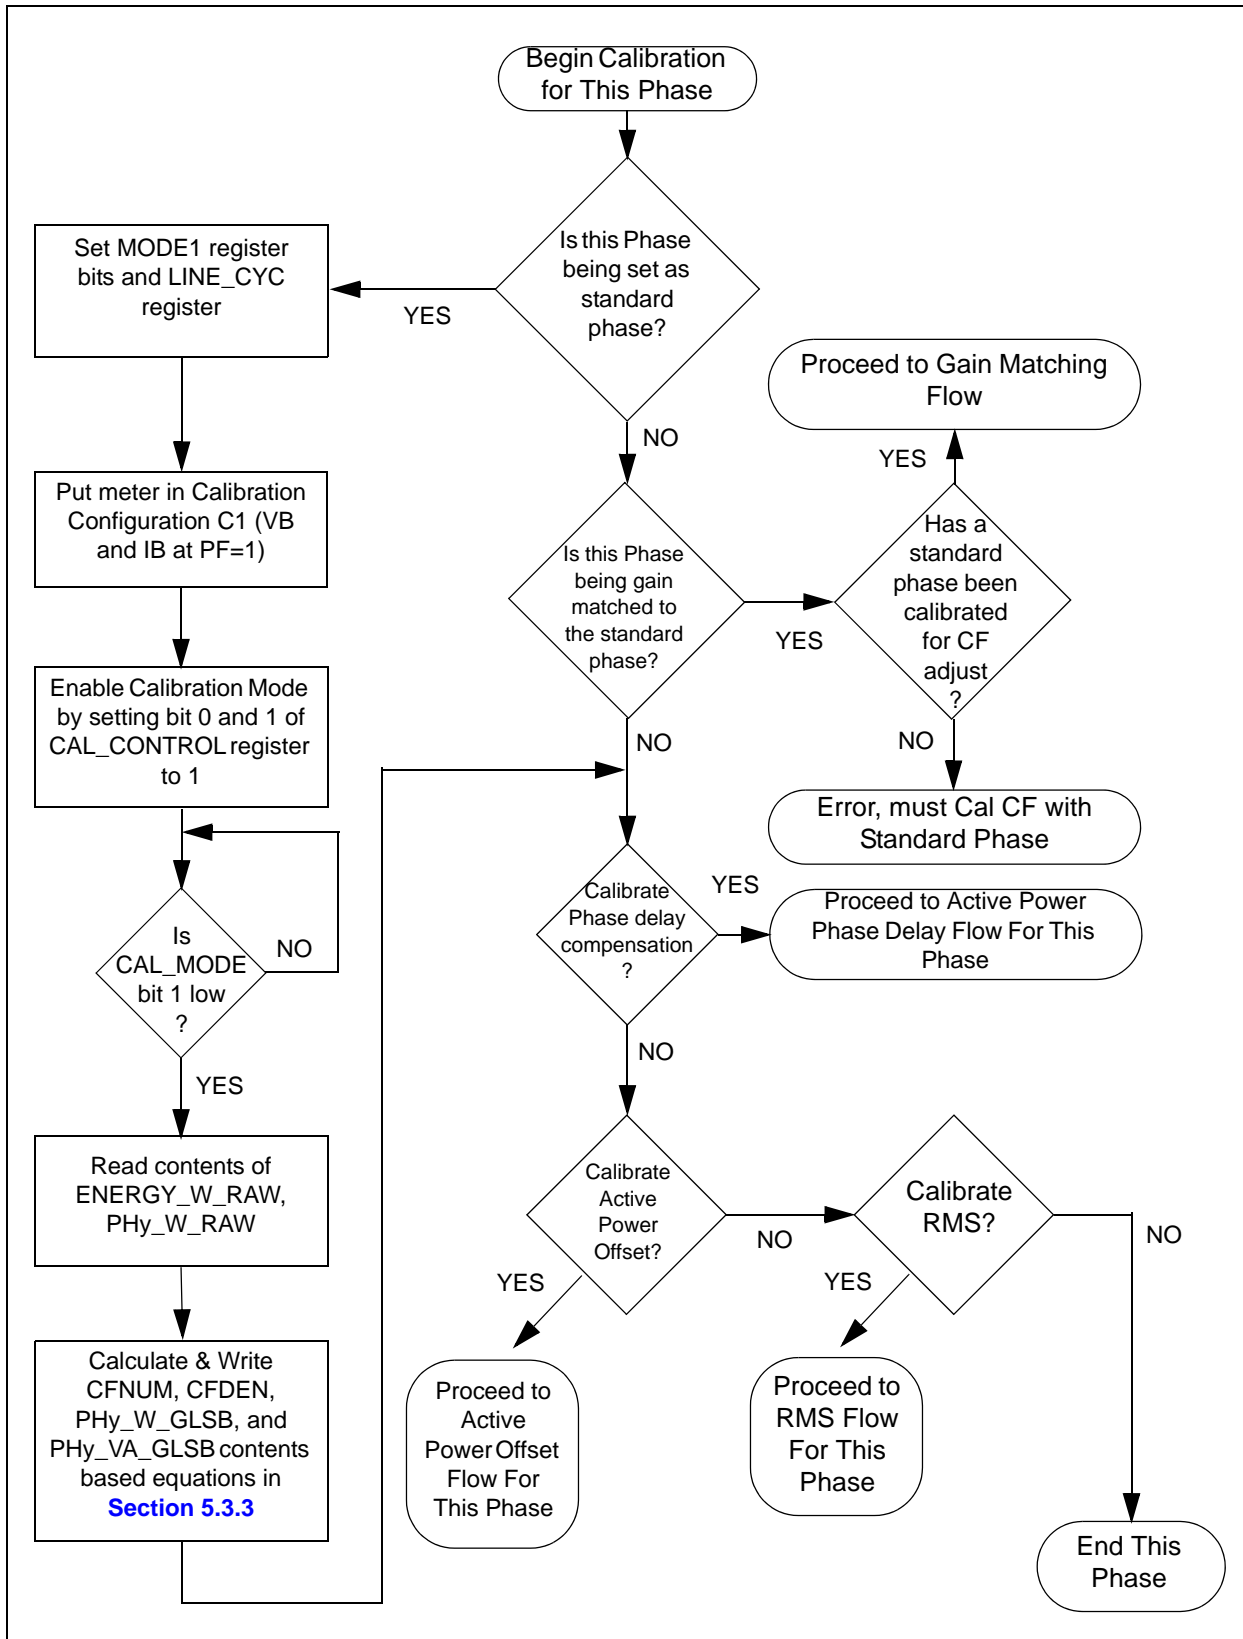 Begin Calibration
for This Phase
Is this Phase
being set as
standard
phase?
YES
NO
Set MODE1 register
bits and LINE_CYC
register
Put meter in Calibration
Configuration C1 (VB
and IB at PF=1)
Enable Calibration Mode
by setting bit 0 and 1 of
CAL_CONTROL register
to 1
Is
CAL_MODE
bit 1 low
?
NO
YES
Read contents of
ENERGY_W_RAW,
PHy_W_RAW
Calculate & Write
CFNUM, CFDEN,
PHy_W_GLSB, and
PHy_VA_GLSB contents
based equations in
Section 5.3.3
Is this Phase
being gain
matched to
the standard
phase?
YES
NO
Has a
standard
phase been
calibrated
for CF
adjust
?
YES
Proceed to Gain Matching
Flow
NO
Error, must Cal CF with
Standard Phase
Calibrate
Phase delay
compensation
?
YES
Proceed to Active Power
Phase Delay Flow For This
Phase
NO
Calibrate
Active
Power
Offset?
YES
Proceed to
Active
Power Offset
Flow For
This Phase
NO
Calibrate
RMS?
YES
Proceed to
RMS Flow
For This
Phase
NO
End This
Phase